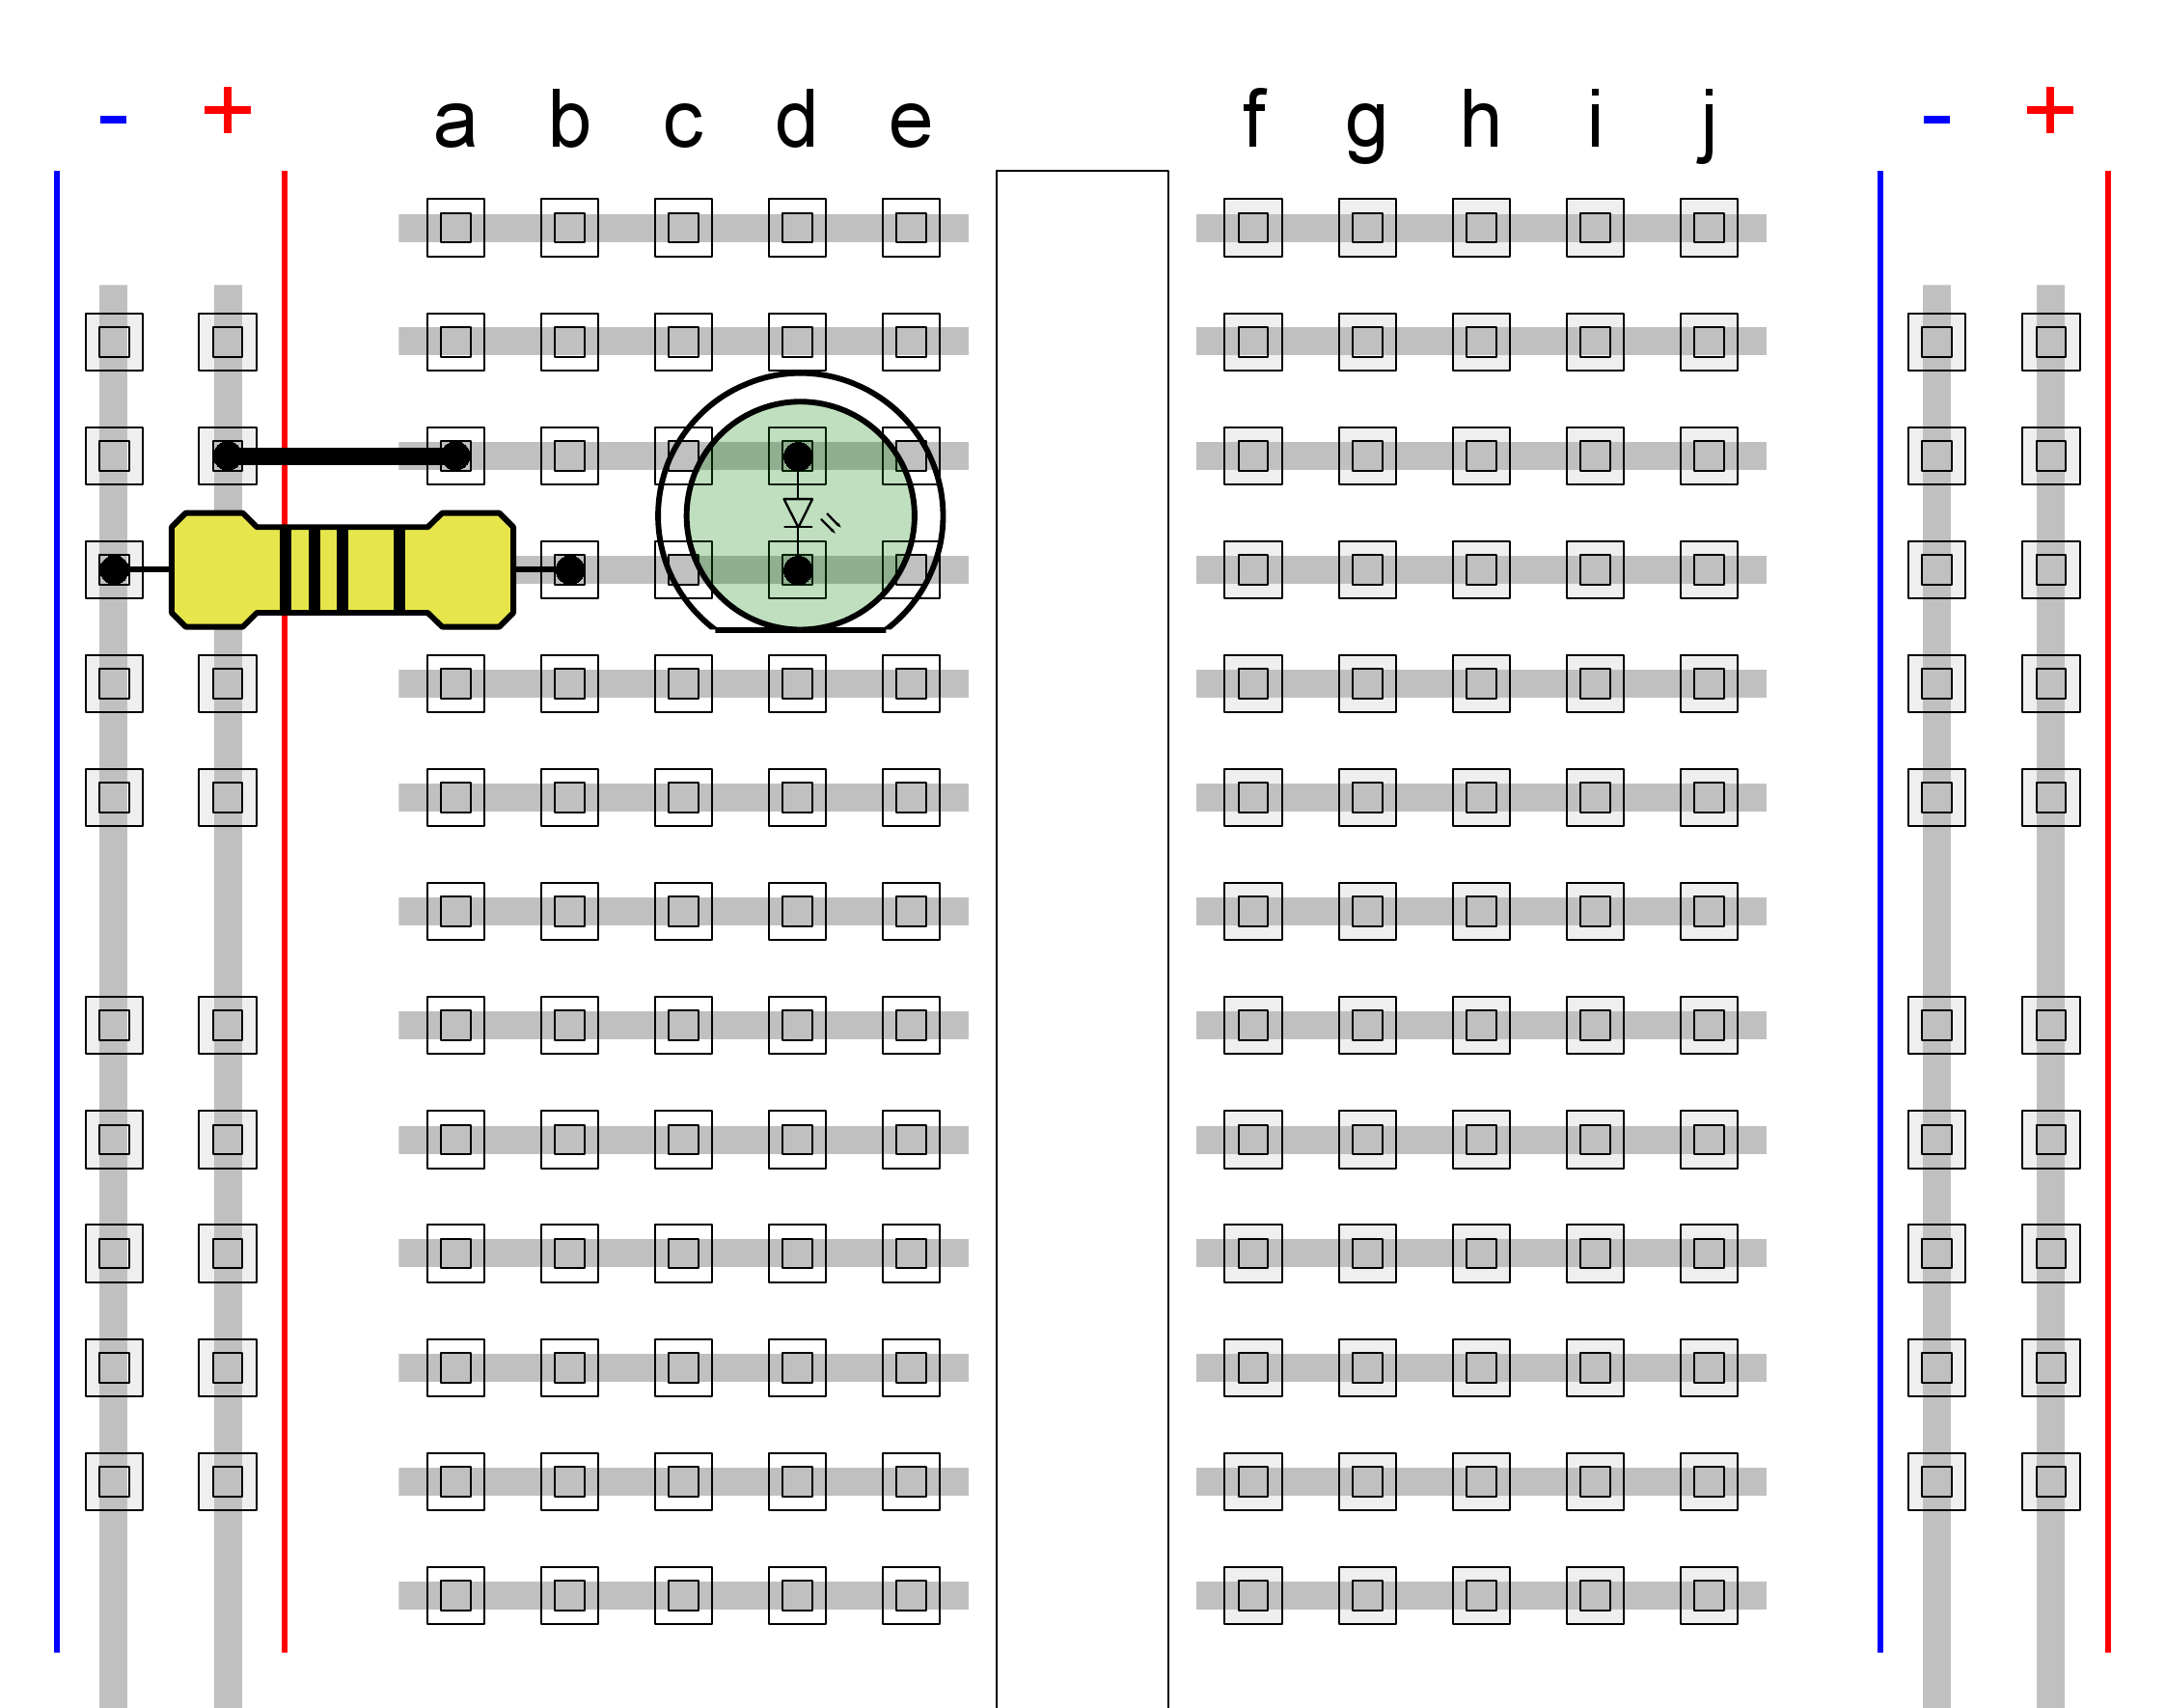 - + a b c d e f g h i j - +